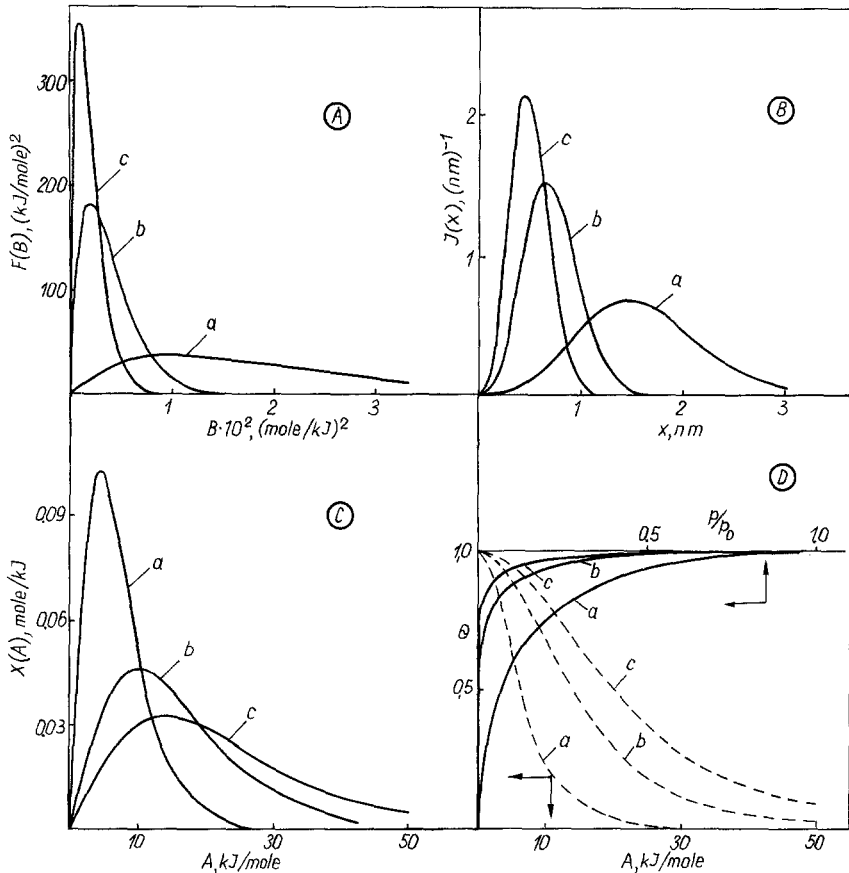 A
F(B), (kJ/mole)²
300
200
100
c
b
a
1
2
3
B·10², (mole/kJ)²
B
J(x), (nm)⁻¹
2
1
c
b
a
1
2
3
x, nm
C
X(A), mole/kJ
0,09
0,06
0,03
a
b
c
10
30
50
A, kJ/mole
D
p/p₀
0,5
1,0
1,0
Θ
0,5
c
b
a
c
b
a
10
30
50
A, kJ/mole